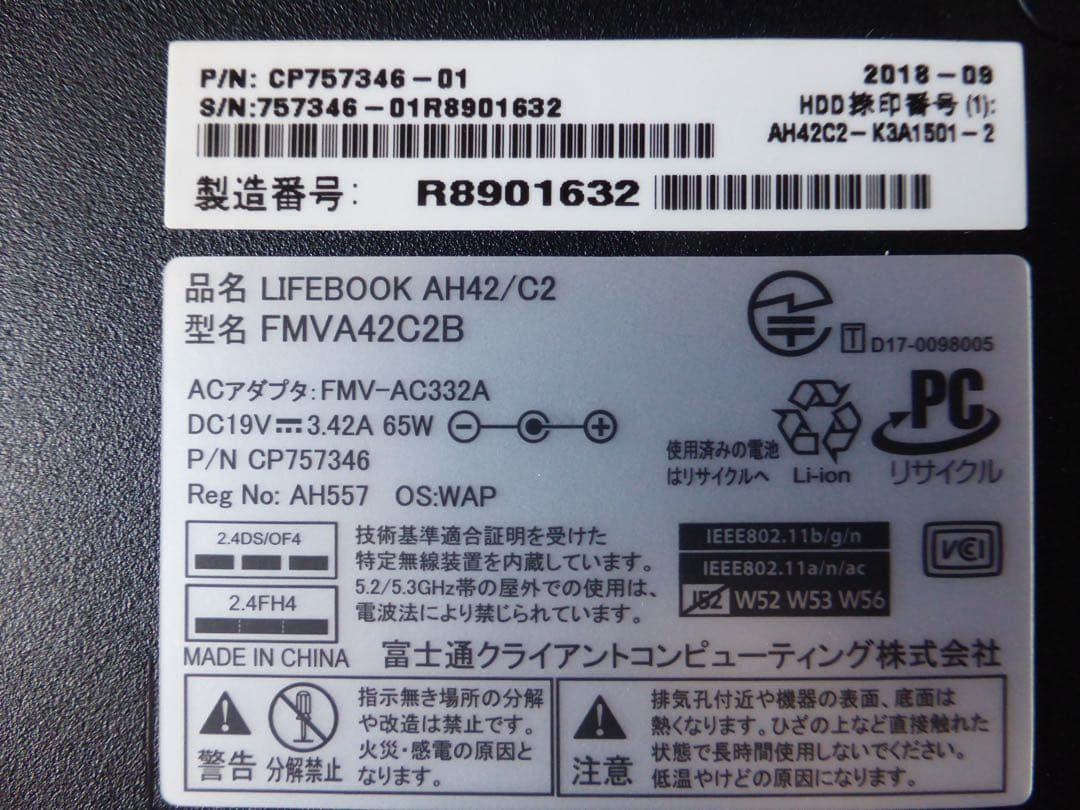 P/N: CP757346-01
2018-09
S/N:757346-01R8901632
HDD捺印番号(1):
AH42C2-K3A1501-2
製造番号: R8901632
品名 LIFEBOOK AH42/C2
型名 FMVA42C2B
T D17-0098005
ACアダプタ:FMV-AC332A
DC19V 3.42A 65W
P/N CP757346
Reg No: AH557 OS:WAP
使用済みの電池
はリサイクルへ
Li-ion
PC
リサイクル
2.4DS/OF4
2.4FH4
技術基準適合証明を受けた
特定無線装置を内蔵しています。
5.2/5.3GHz帯の屋外での使用は、
電波法により禁じられています。
IEEE802.11b/g/n
IEEE802.11a/n/ac
J52 W52 W53 W56
VCI
MADE IN CHINA 富士通クライアントコンピューティング株式会社
警告
分解禁止
指示無き場所の分解
や改造は禁止です。
火災・感電の原因と
なります。
注意
排気孔付近や機器の表面、底面は
熱くなります。ひざの上など直接触れた
状態で長時間使用しないでください。
低温やけどの原因になります。